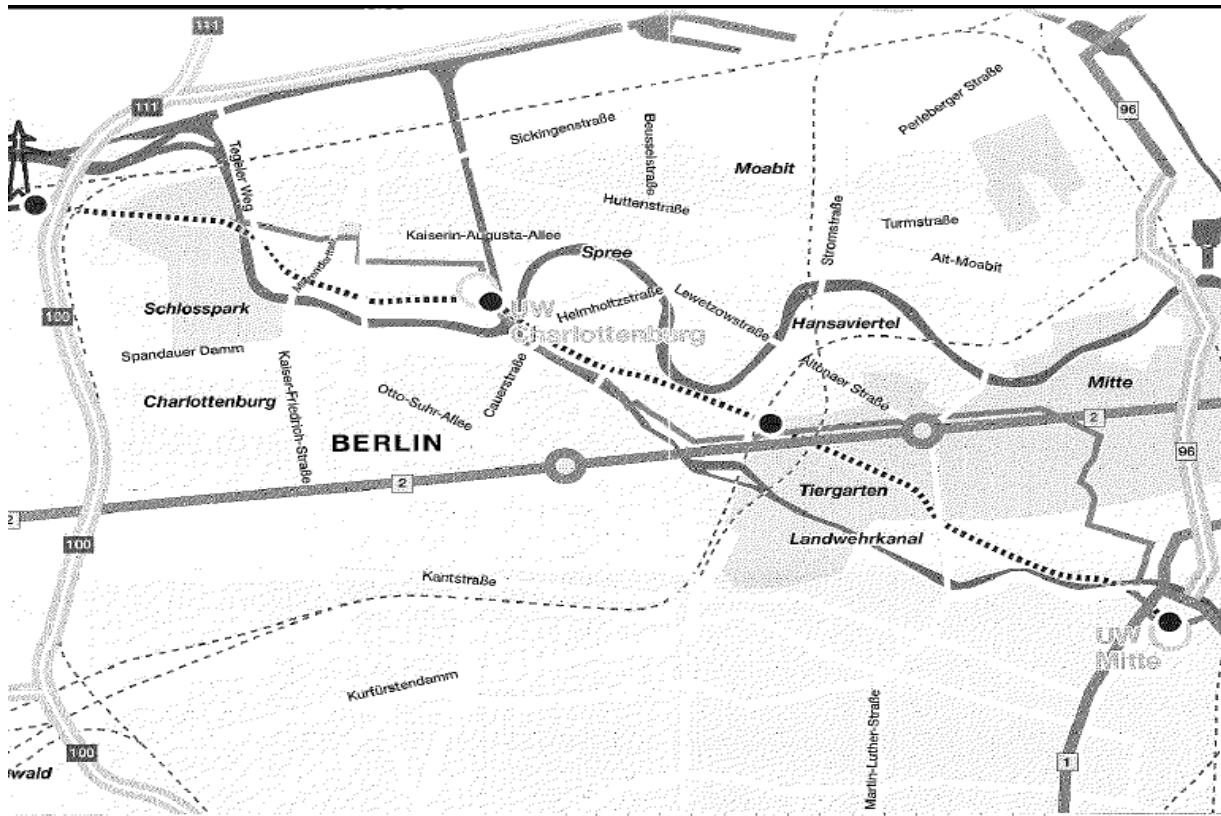 111
111
96
Perleberger Straße
Sickingenstraße
Beusselstraße
Tegeler Weg
Moabit
Huttenstraße
Stromstraße
Turmstraße
Kaiserin-Augusta-Allee
Spree
Alt-Moabit
Schlosspark
100
UW
Charlottenburg
Helmholtzstraße
Lewetzowstraße
Hansaviertel
Spandauer Damm
Kaiser-Friedrich-Straße
Cauerstraße
Altonaer Straße
Mitte
Charlottenburg
Otto-Suhr-Allee
2
BERLIN
96
2
Tiergarten
2
Landwehrkanal
100
Kantstraße
UW
Mitte
Kurfürstendamm
Martin-Luther-Straße
100
wald
1